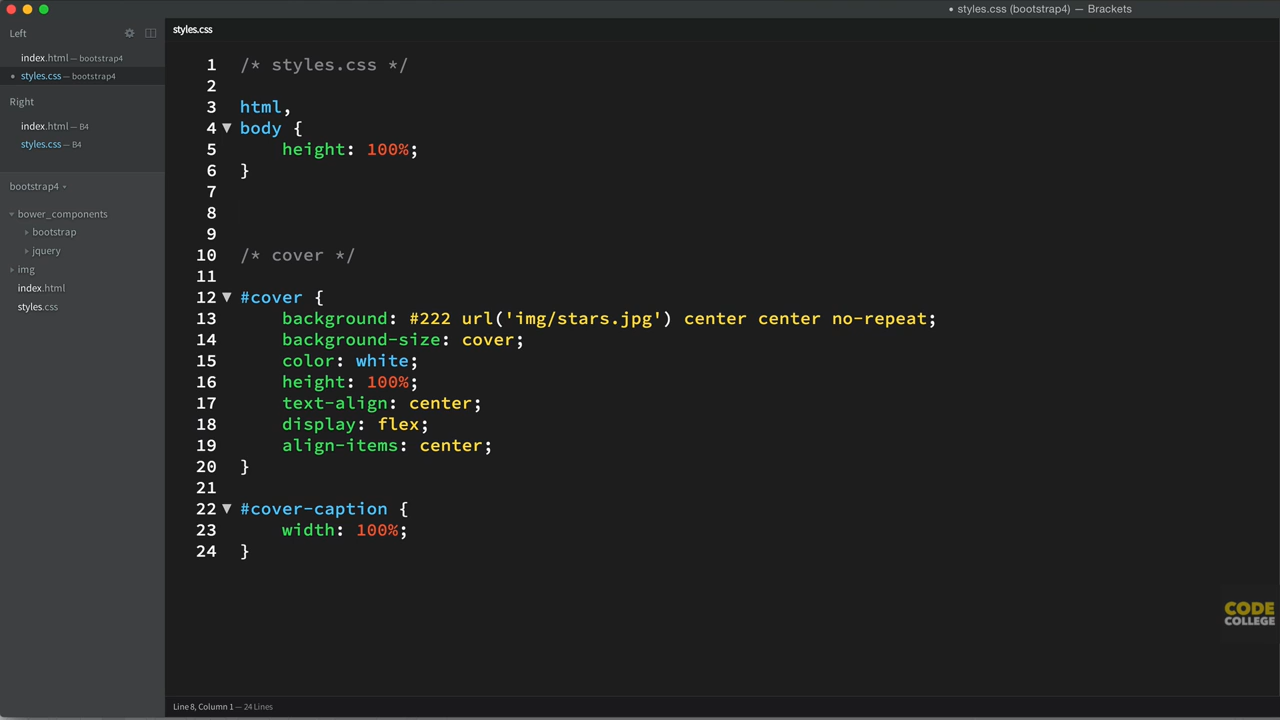 styles.css (bootstrap4) — Brackets
Left
index.html — bootstrap4
styles.css — bootstrap4
Right
index.html — B4
styles.css — B4
bootstrap4
bower_components
bootstrap
jquery
img
index.html
styles.css
styles.css
1 /* styles.css */
2
3 html,
4 body {
5 height: 100%;
6 }
7
8
9
10 /* cover */
11
12 #cover {
13 background: #222 url('img/stars.jpg') center center no-repeat;
14 background-size: cover;
15 color: white;
16 height: 100%;
17 text-align: center;
18 display: flex;
19 align-items: center;
20 }
21
22 #cover-caption {
23 width: 100%;
24 }
CODE
COLLEGE
Line 8, Column 1 — 24 Lines